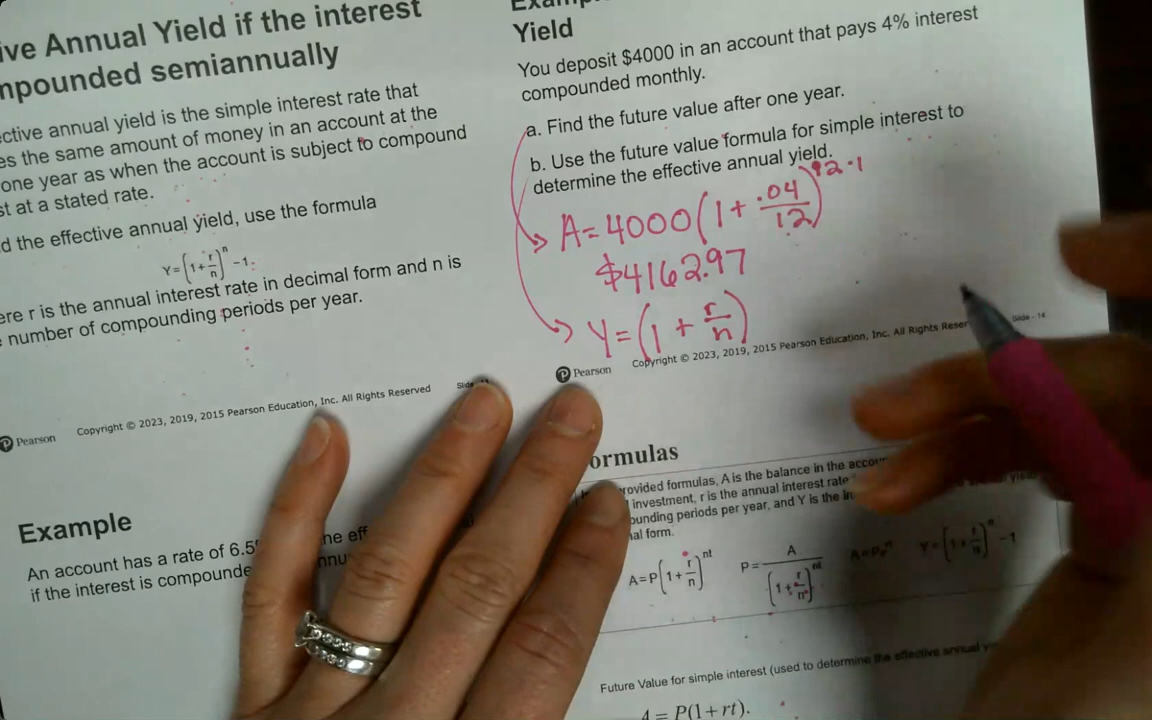 ive Annual Yield if the interest
mpounded semiannually
ective annual yield is the simple interest rate that
es the same amount of money in an account at the
one year as when the account is subject to compound
st at a stated rate.
d the effective annual yield, use the formula
Y=(1+r/n)^n -1.
ere r is the annual interest rate in decimal form and n is
number of compounding periods per year.
Pearson Copyright © 2023, 2019, 2015 Pearson Education, Inc. All Rights Reserved
Yield
You deposit $4000 in an account that pays 4% interest
compounded monthly.
a. Find the future value after one year.
b. Use the future value formula for simple interest to
determine the effective annual yield.
A=4000(1+.04/12)^12·1
$4162.97
Y=(1+r/n)
Pearson Copyright © 2023, 2019, 2015 Pearson Education, Inc. All Rights Reser Slide - 14
Example
An account has a rate of 6.5 he eff
if the interest is compounde
ormulas
rovided formulas, A is the balance in the accou
investment, r is the annual interest rate
ounding periods per year, and Y is the
al form.
A=P(1+r/n)^nt P=A/(1+r/n)^nt Y=(1+r/n)^n -1
Future Value for simple interest (used to determine the effective annual y
A = P(1+rt).